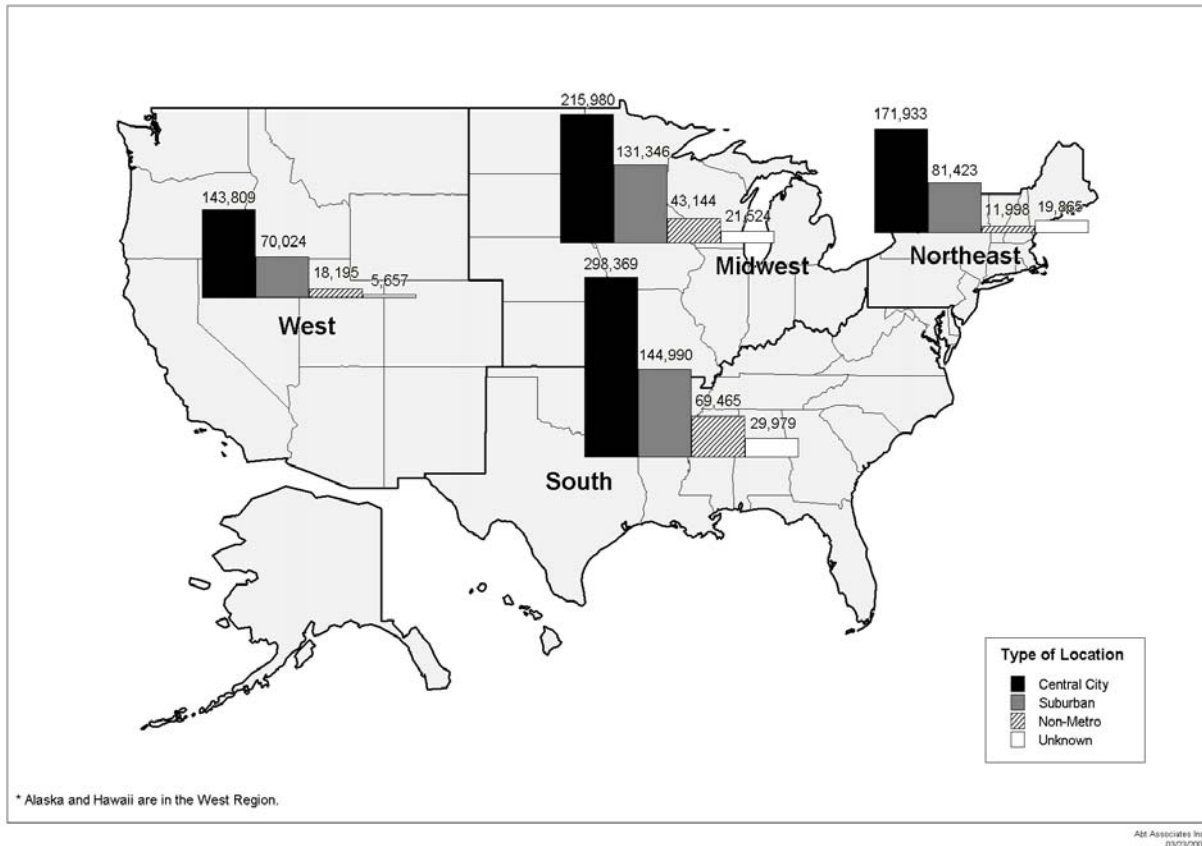 215,980
131,346
43,144
21,524
171,933
81,423
11,998
19,865
143,809
70,024
18,195
5,657
Midwest
Northeast
West
298,369
144,990
69,465
29,979
South
Type of Location
Central City
Suburban
Non-Metro
Unknown
* Alaska and Hawaii are in the West Region.
Abt Associates